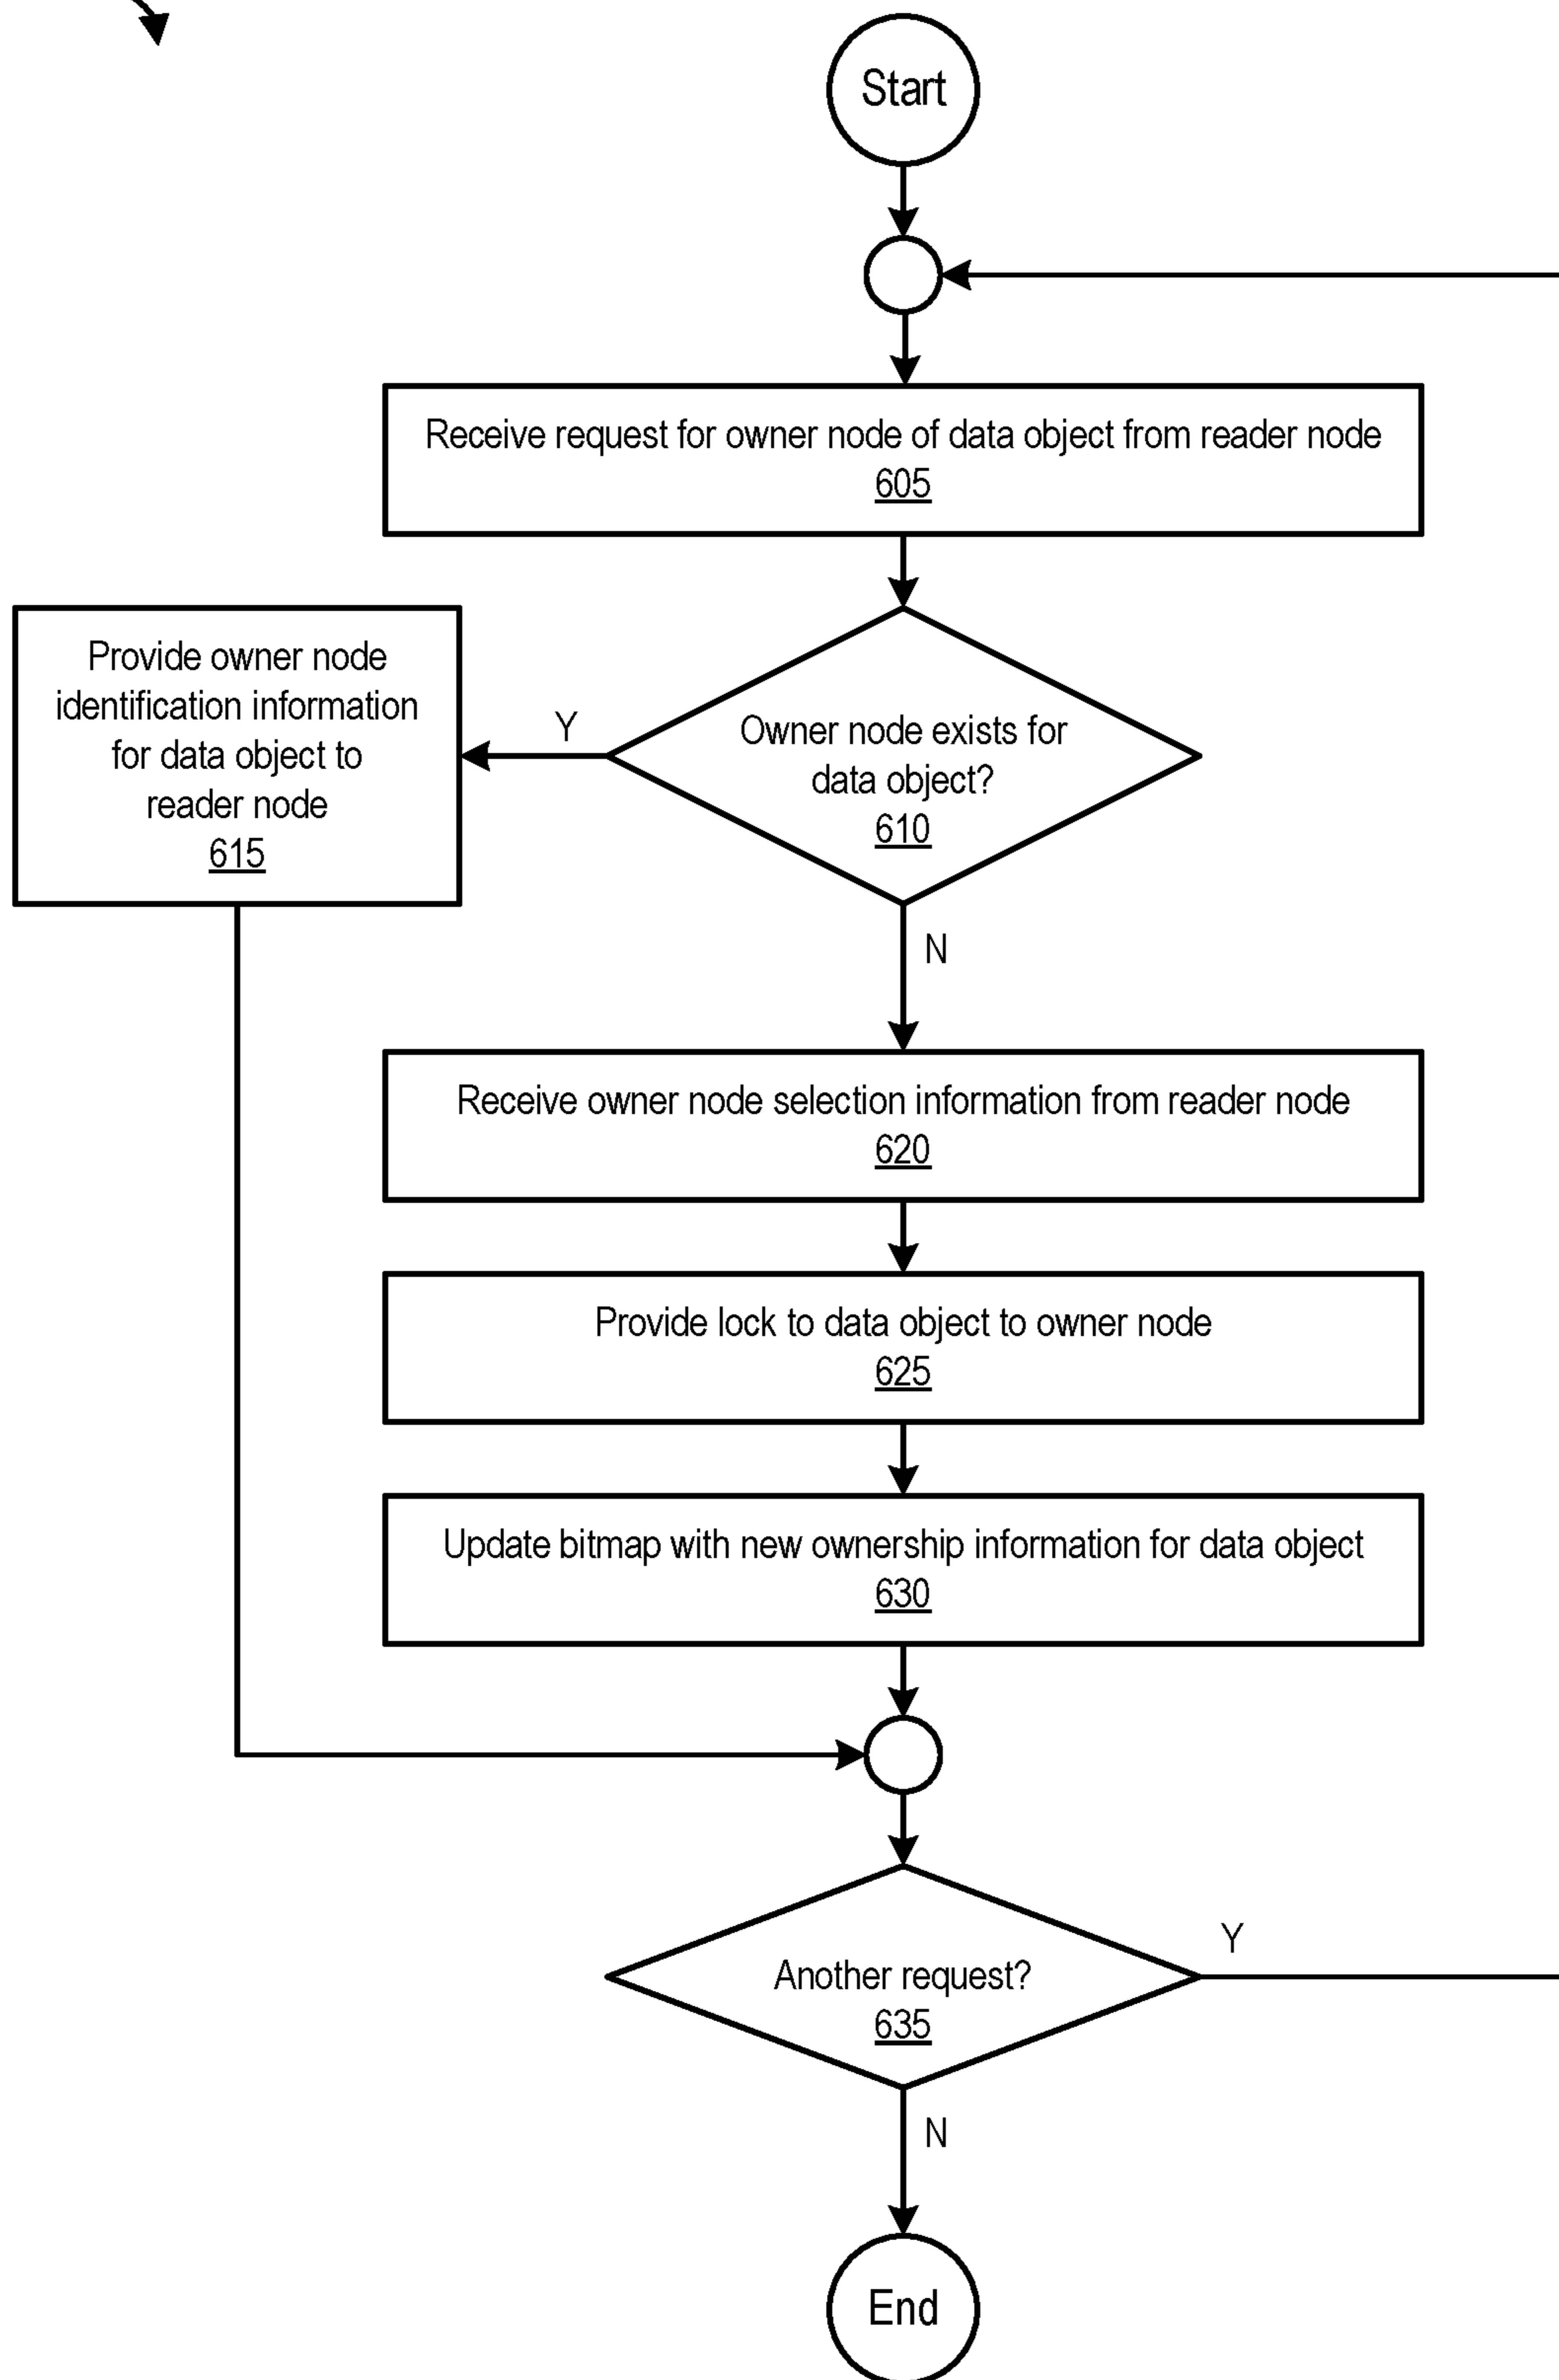 Start
Receive request for owner node of data object from reader node
605
Provide owner node
identification information
for data object to
reader node
615
Y
Owner node exists for
data object?
610
N
Receive owner node selection information from reader node
620
Provide lock to data object to owner node
625
Update bitmap with new ownership information for data object
630
Another request?
635
Y
N
End